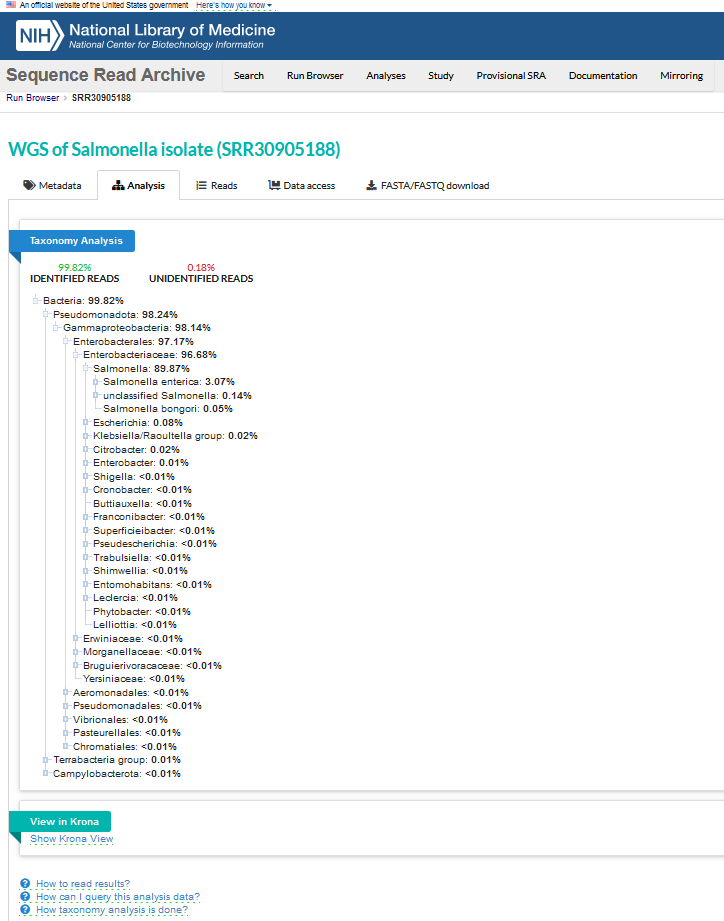 An official website of the United States government Here's how you know
NIH National Library of Medicine
National Center for Biotechnology Information
Sequence Read Archive Search Run Browser Analyses Study Provisional SRA Documentation Mirroring
Run Browser › SRR30905188
WGS of Salmonella isolate (SRR30905188)
Metadata Analysis Reads Data access FASTA/FASTQ download
Taxonomy Analysis
99.82% 0.18%
IDENTIFIED READS UNIDENTIFIED READS
Bacteria: 99.82%
Pseudomonadota: 98.24%
Gammaproteobacteria: 98.14%
Enterobacterales: 97.17%
Enterobacteriaceae: 96.68%
Salmonella: 89.87%
Salmonella enterica: 3.07%
unclassified Salmonella: 0.14%
Salmonella bongori: 0.05%
Escherichia: 0.08%
Klebsiella/Raoultella group: 0.02%
Citrobacter: 0.02%
Enterobacter: 0.01%
Shigella: <0.01%
Cronobacter: <0.01%
Buttiauxella: <0.01%
Franconibacter: <0.01%
Superficieibacter: <0.01%
Pseudescherichia: <0.01%
Trabulsiella: <0.01%
Shimwellia: <0.01%
Entomohabitans: <0.01%
Leclercia: <0.01%
Phytobacter: <0.01%
Lelliottia: <0.01%
Erwiniaceae: <0.01%
Morganellaceae: <0.01%
Bruguierivoracaceae: <0.01%
Yersiniaceae: <0.01%
Aeromonadales: <0.01%
Pseudomonadales: <0.01%
Vibrionales: <0.01%
Pasteurellales: <0.01%
Chromatiales: <0.01%
Terrabacteria group: 0.01%
Campylobacterota: <0.01%
View in Krona
Show Krona View
How to read results?
How can I query this analysis data?
How taxonomy analysis is done?